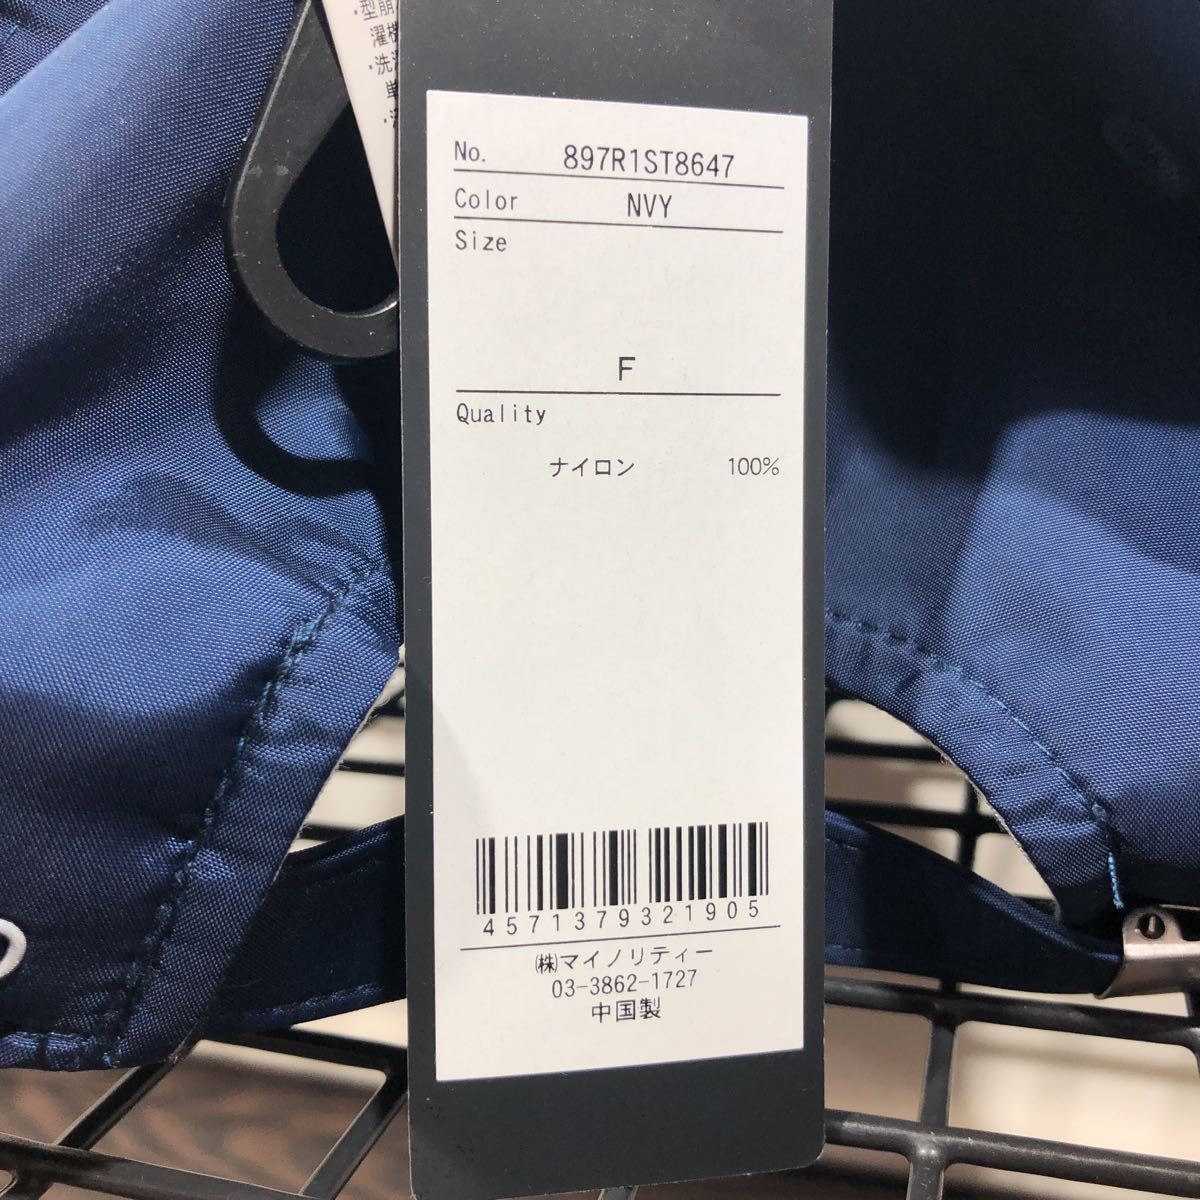 No. 897R1ST8647
Color NVY
Size
F
Quality
ナイロン 100%
4571379321905
㈱マイノリティー
03-3862-1727
中国製